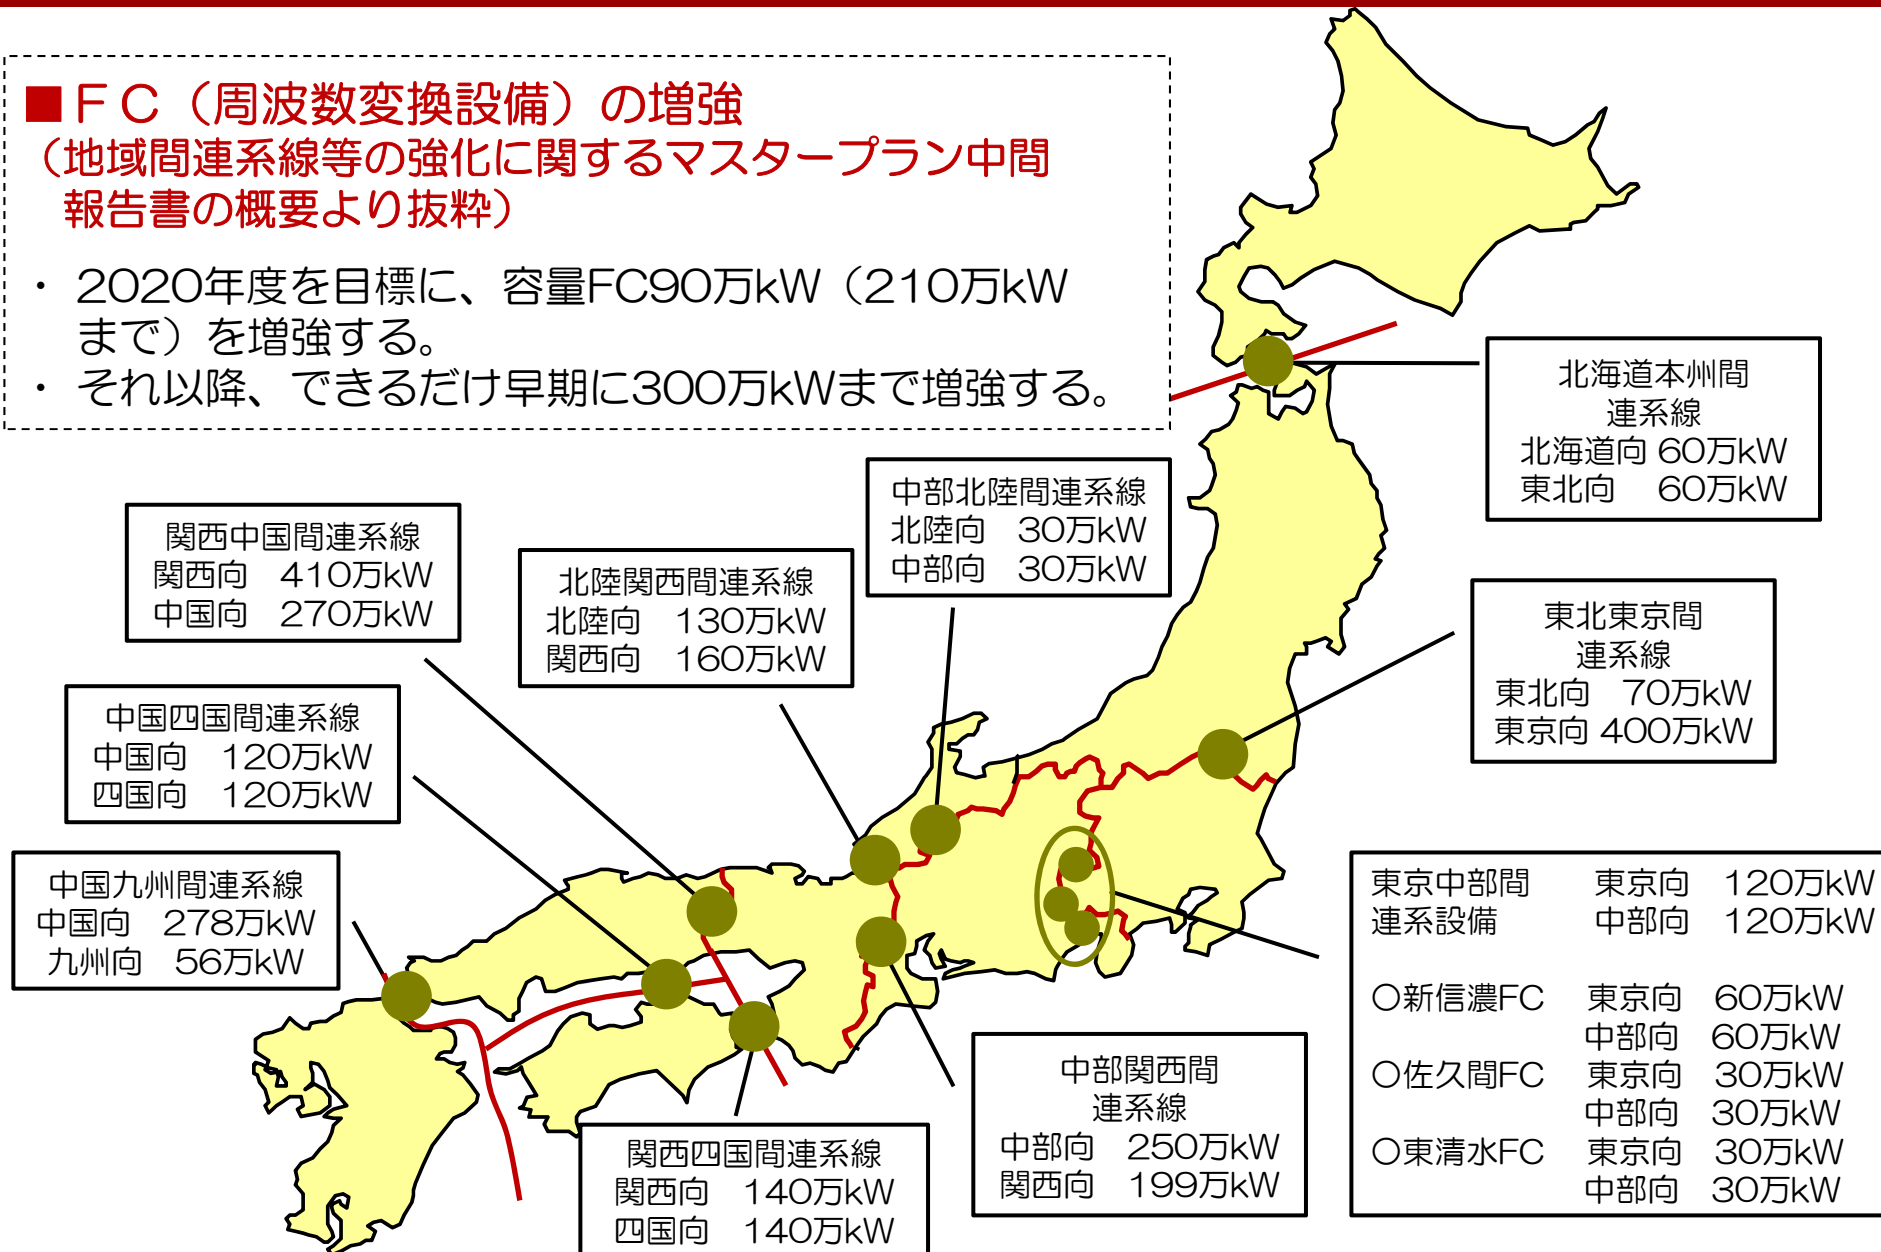 ■FC（周波数変換設備）の増強
（地域間連系線等の強化に関するマスタープラン中間
報告書の概要より抜粋）
・ 2020年度を目標に、容量FC90万kW（210万kW
まで）を増強する。
・ それ以降、できるだけ早期に300万kWまで増強する。
北海道本州間
連系線
北海道向 60万kW
東北向 60万kW
中部北陸間連系線
北陸向 30万kW
中部向 30万kW
関西中国間連系線
関西向 410万kW
中国向 270万kW
北陸関西間連系線
北陸向 130万kW
関西向 160万kW
東北東京間
連系線
東北向 70万kW
東京向 400万kW
中国四国間連系線
中国向 120万kW
四国向 120万kW
中国九州間連系線
中国向 278万kW
九州向 56万kW
東京中部間 東京向 120万kW
連系設備 中部向 120万kW
○新信濃FC 東京向 60万kW
中部向 60万kW
○佐久間FC 東京向 30万kW
中部向 30万kW
○東清水FC 東京向 30万kW
中部向 30万kW
中部関西間
連系線
中部向 250万kW
関西向 199万kW
関西四国間連系線
関西向 140万kW
四国向 140万kW